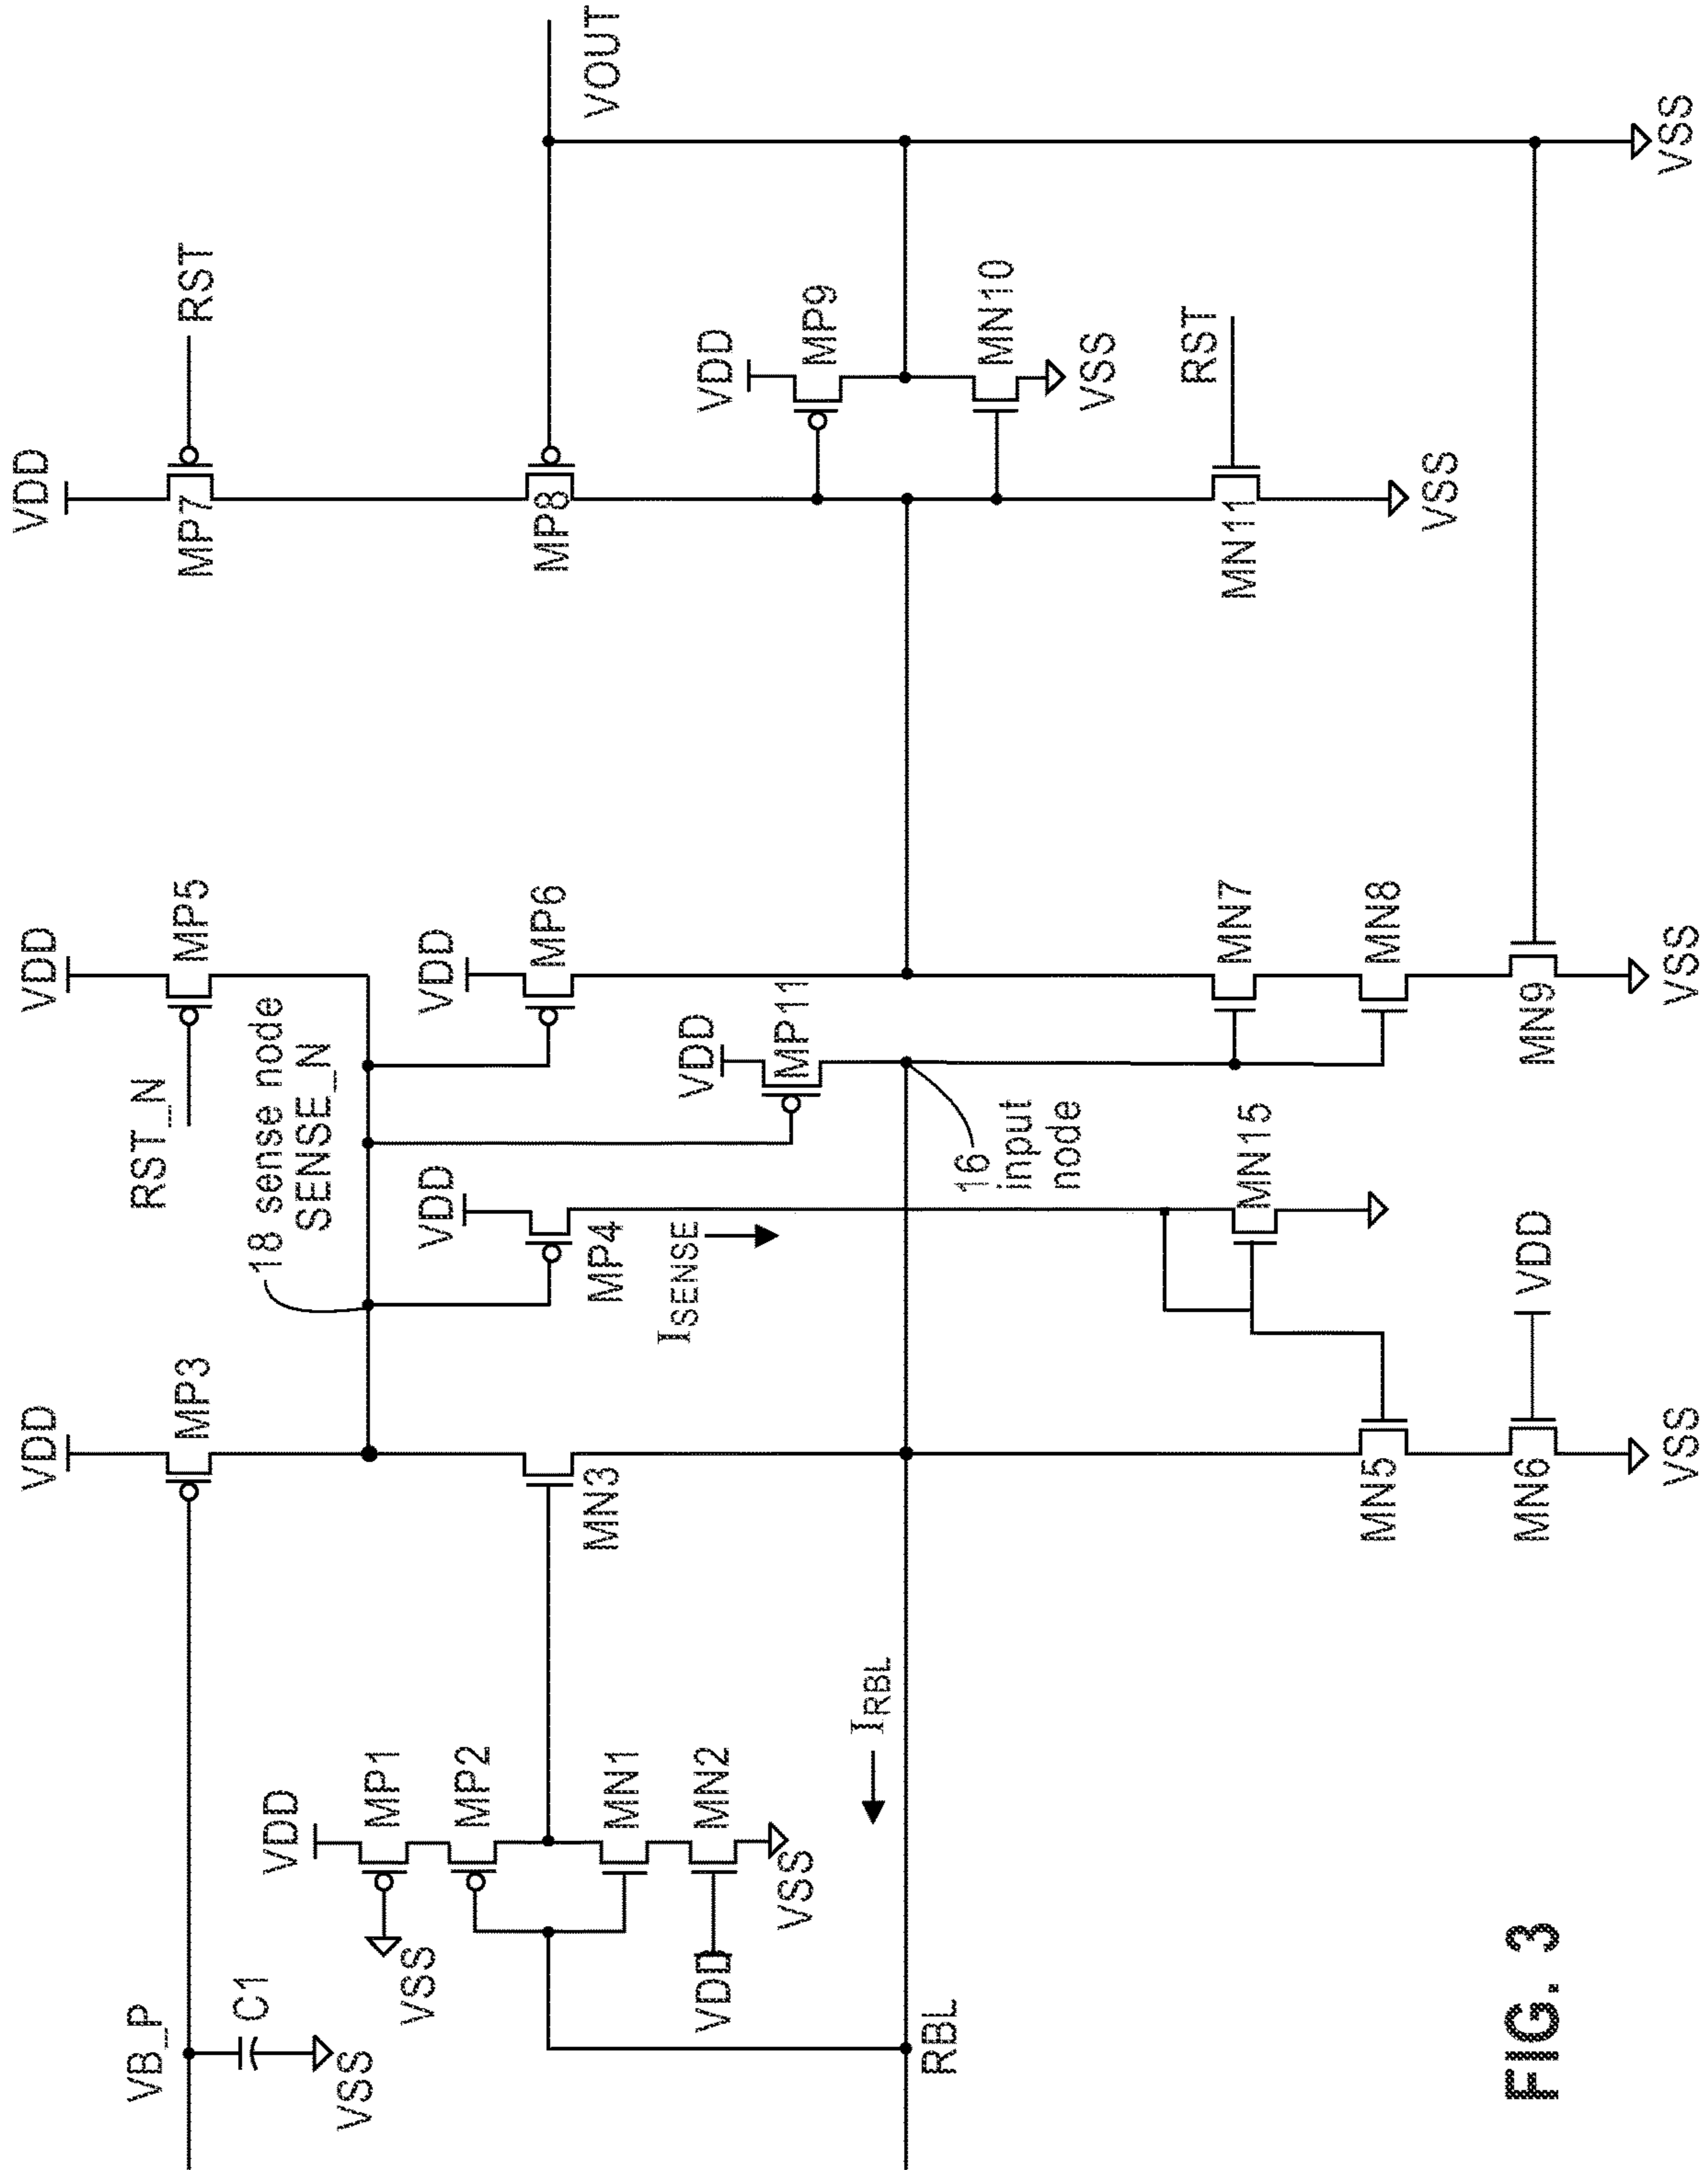 VDD
RST
MP7
VOUT
MP8
VDD
MP9
MN10
VSS
RST
MN11
VSS
VSS
VDD
MP5
RST_N
18 sense node
SENSE_N
VDD
MP6
VDD
MP11
16
input
node
MN7
MN8
MN9
VSS
VDD
MP4
ISENSE
MN15
VDD
VDD
MP3
MN3
MN5
MN6
VSS
VDD
MP1
MP2
MN1
MN2
VSS
VSS
VDD
IRBL
VB_P
C1
VSS
RBL
FIG. 3